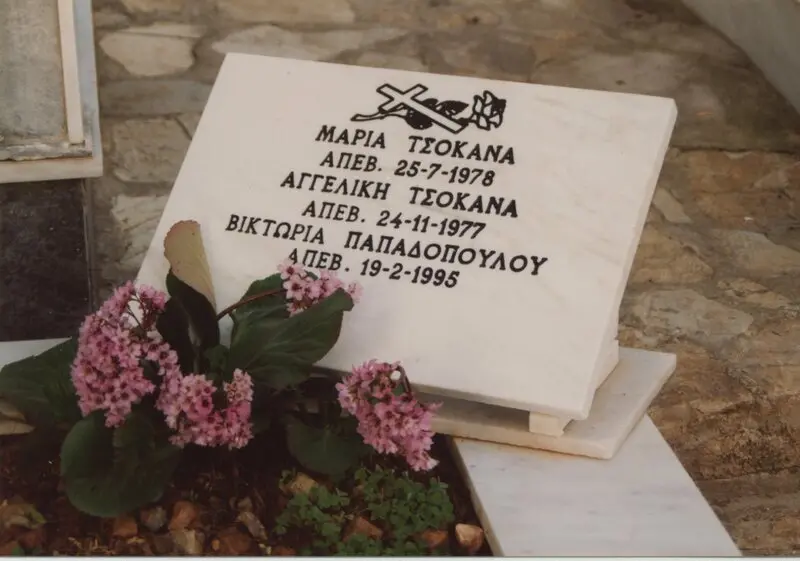 ΜΑΡΙΑ ΤΣΟΚΑΝΑ
ΑΠΕΒ. 25-7-1978
ΑΓΓΕΛΙΚΗ ΤΣΟΚΑΝΑ
ΑΠΕΒ. 24-11-1977
ΒΙΚΤΩΡΙΑ ΠΑΠΑΔΟΠΟΥΛΟΥ
ΑΠΕΒ. 19-2-1995